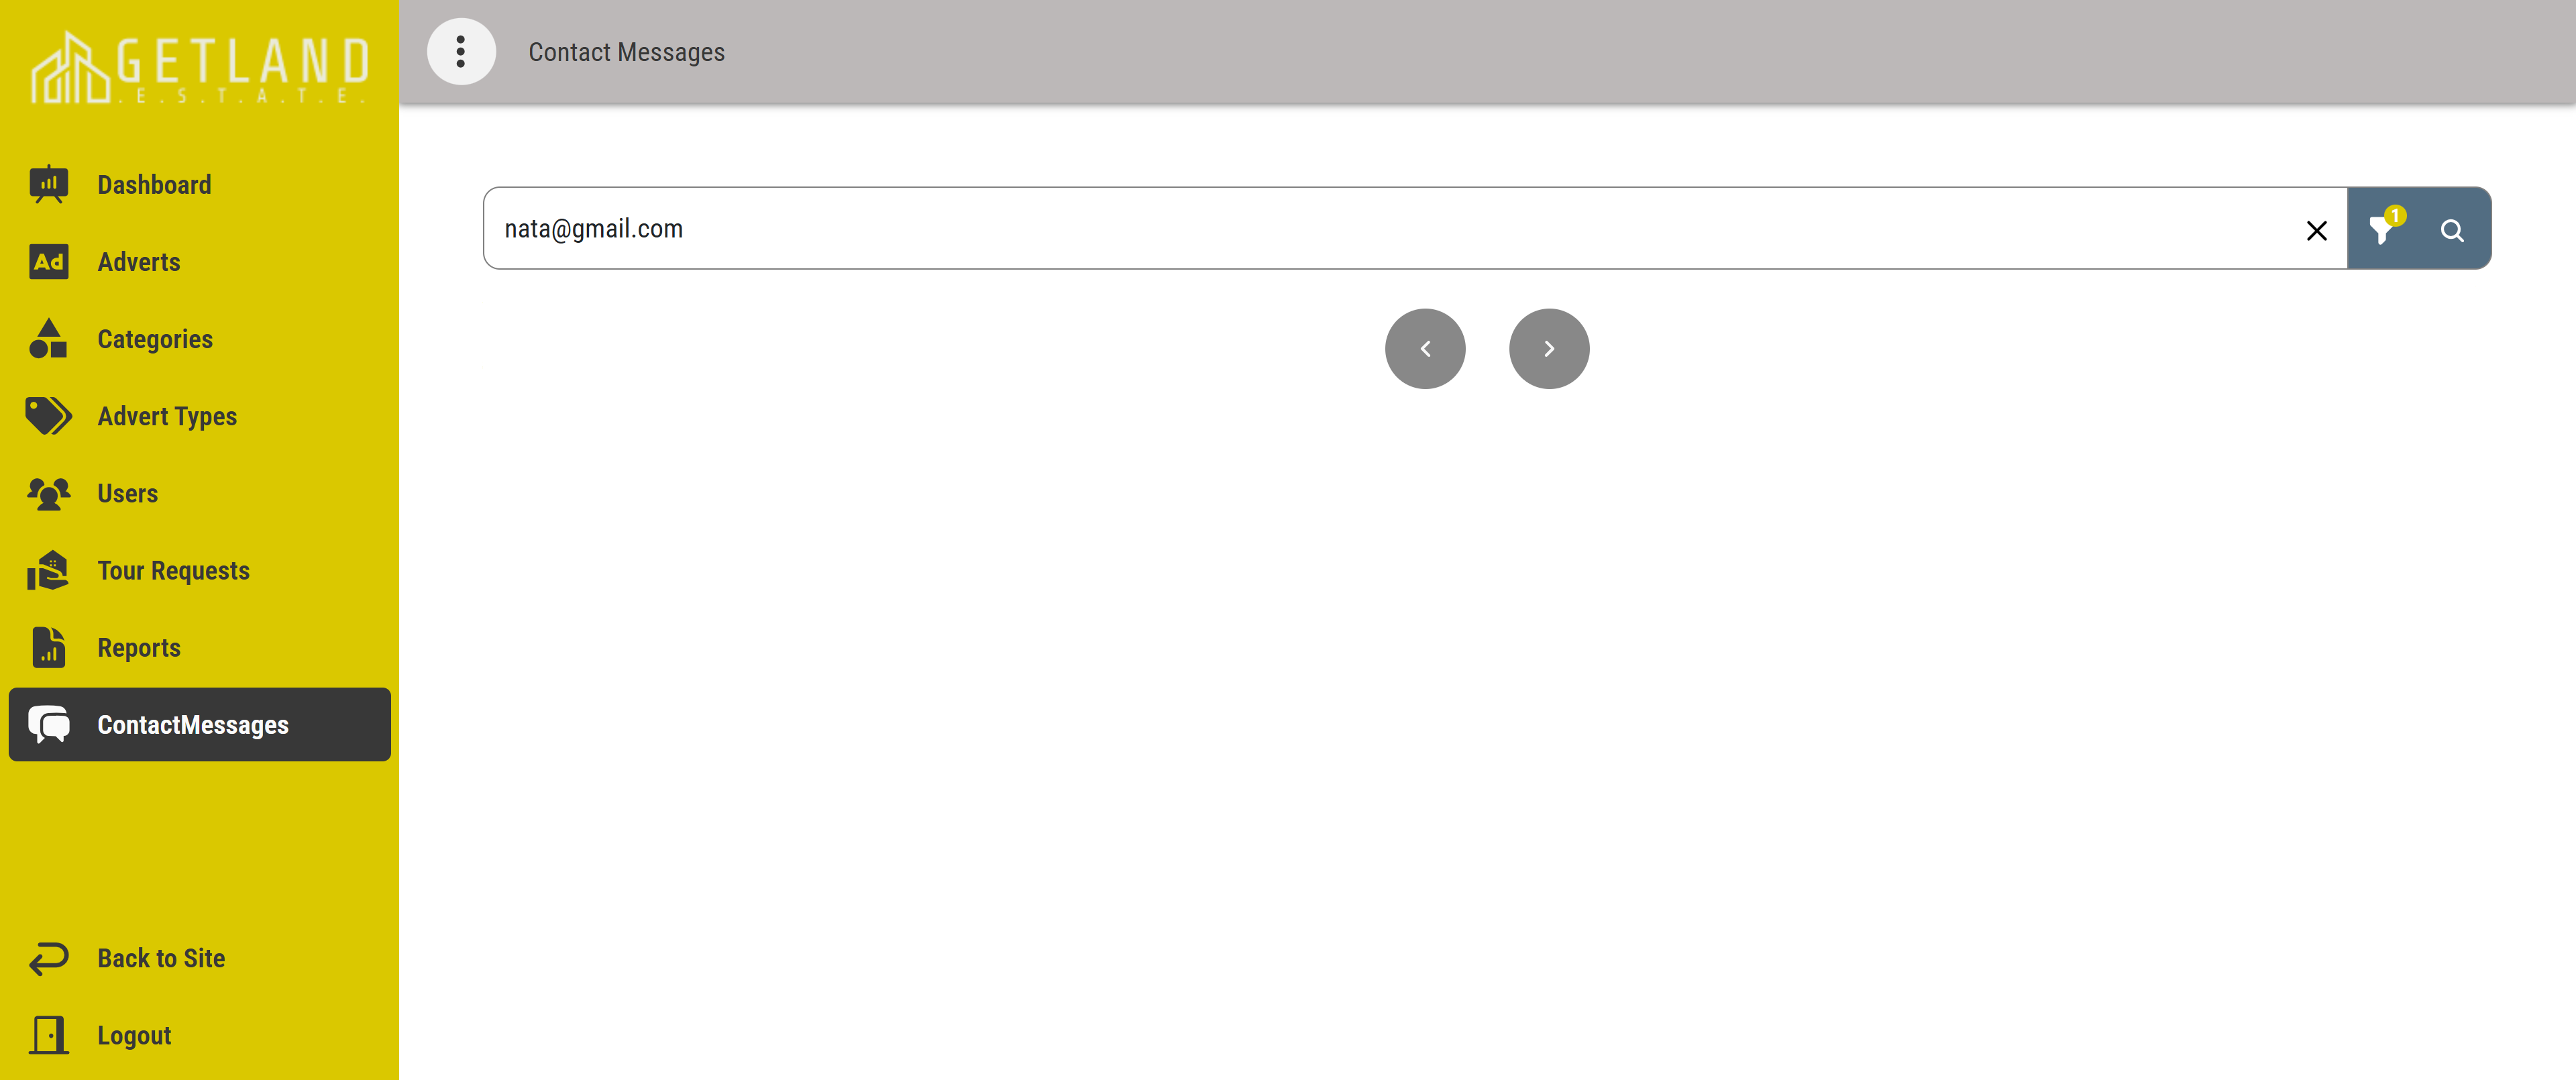 GETLAND
.E.S.T.A.T.E.
Contact Messages
Dashboard
Ad
Adverts
Categories
Advert Types
Users
Tour Requests
Reports
ContactMessages
Back to Site
Logout
nata@gmail.com
1